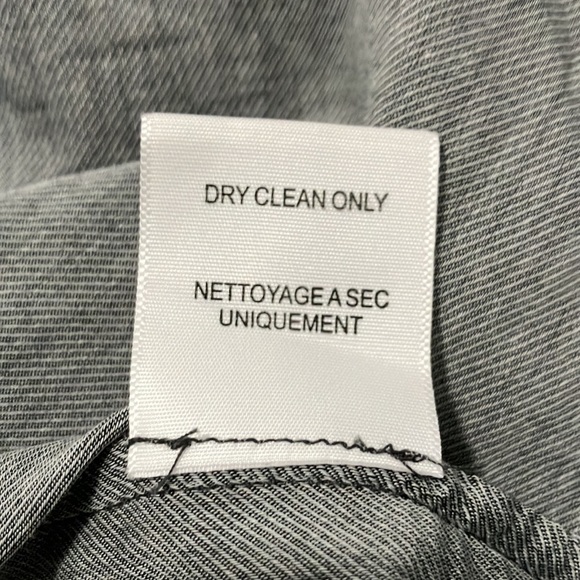 DRY CLEAN ONLY
NETTOYAGE A SEC
UNIQUEMENT